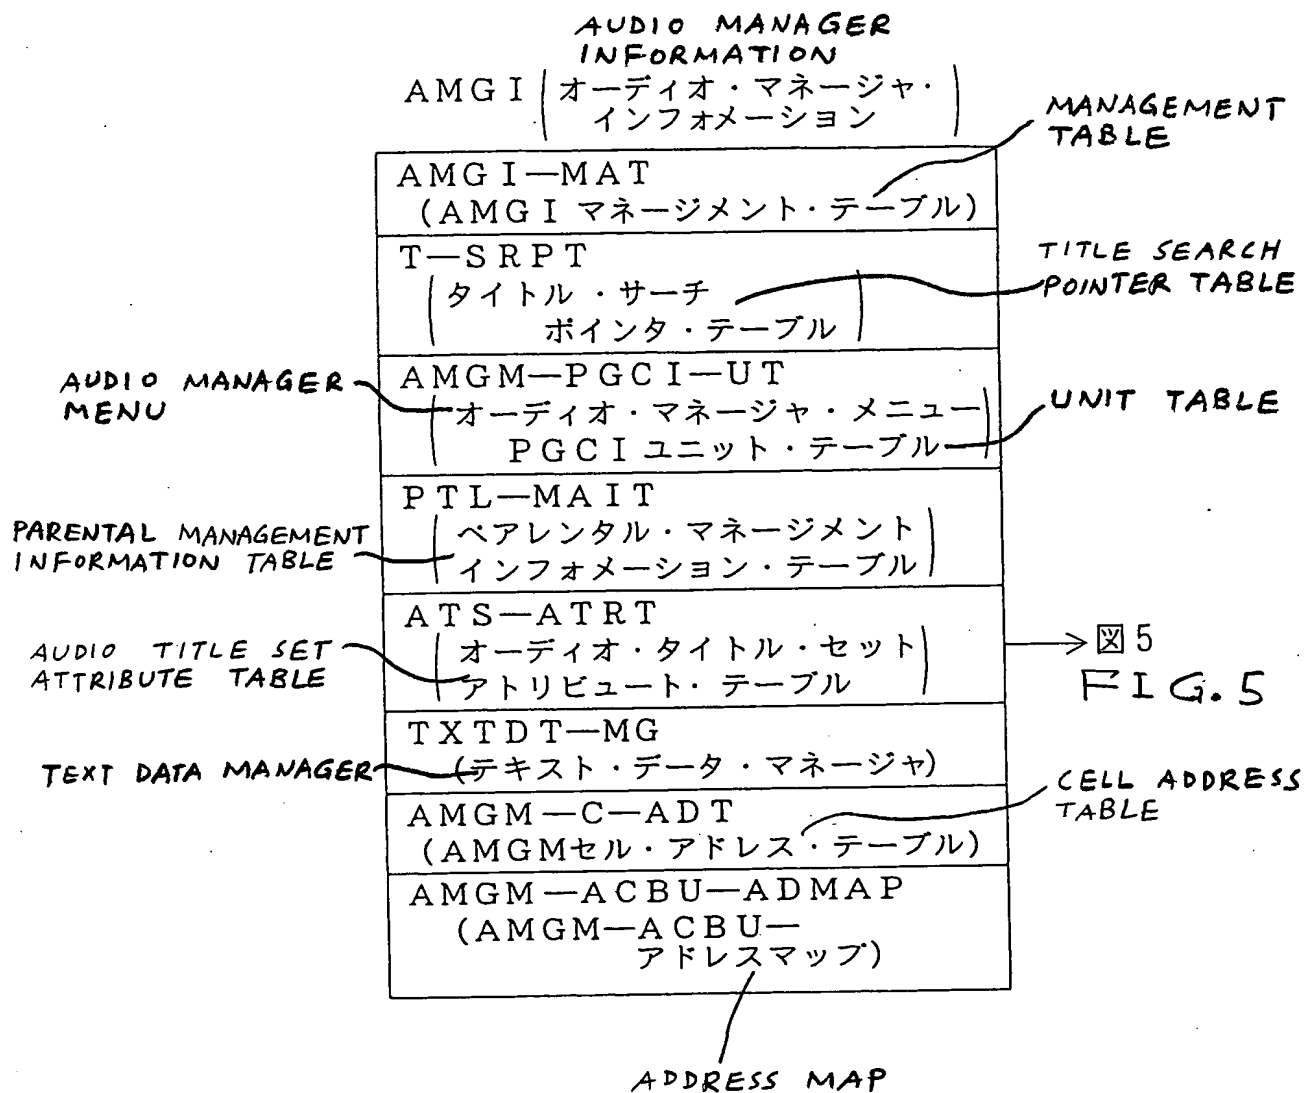 AUDIO MANAGER
INFORMATION
AMGI(オーディオ・マネージャ・
インフォメーション)
MANAGEMENT
TABLE
AMGI—MAT
(AMGI マネージメント・テーブル)
T—SRPT
(タイトル・サーチ
ポインタ・テーブル)
TITLE SEARCH
POINTER TABLE
AUDIO MANAGER
MENU
AMGM—PGCI—UT
(オーディオ・マネージャ・メニュー
PGCIユニット・テーブル)
UNIT TABLE
PTL—MAIT
PARENTAL MANAGEMENT
INFORMATION TABLE
(ペアレンタル・マネージメント
インフォメーション・テーブル)
ATS—ATRT
AUDIO TITLE SET
ATTRIBUTE TABLE
(オーディオ・タイトル・セット
アトリビュート・テーブル)
図5
FIG.5
TXTDT—MG
TEXT DATA MANAGER
(テキスト・データ・マネージャ)
CELL ADDRESS
TABLE
AMGM—C—ADT
(AMGMセル・アドレス・テーブル)
AMGM—ACBU—ADMAP
(AMGM—ACBU—
アドレスマップ)
ADDRESS MAP